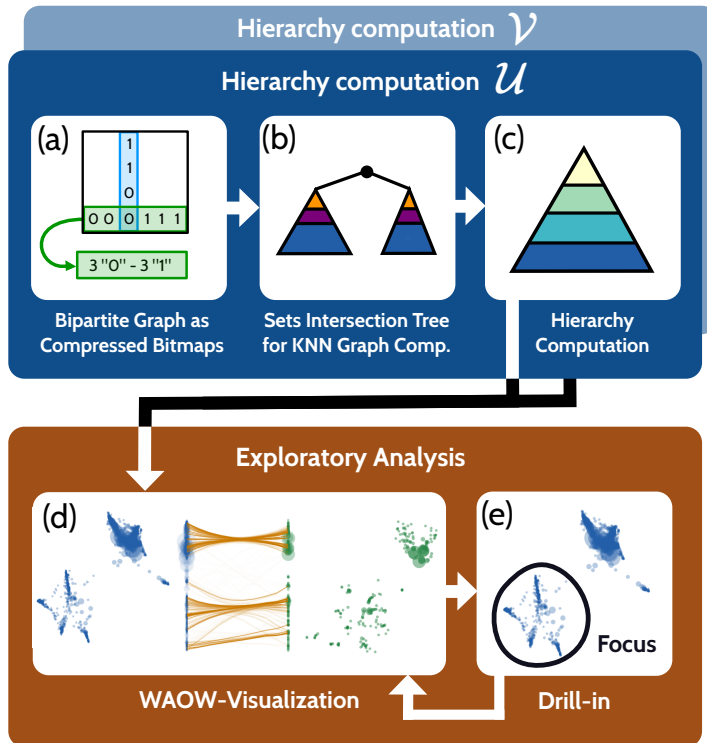 Hierarchy computation 𝒱
Hierarchy computation 𝒰
(a)
1
1
0
0 0 0 1 1 1
3 "0" - 3 "1"
Bipartite Graph as
Compressed Bitmaps
(b)
Sets Intersection Tree
for KNN Graph Comp.
(c)
Hierarchy
Computation
Exploratory Analysis
(d)
WAOW-Visualization
(e)
Focus
Drill-in